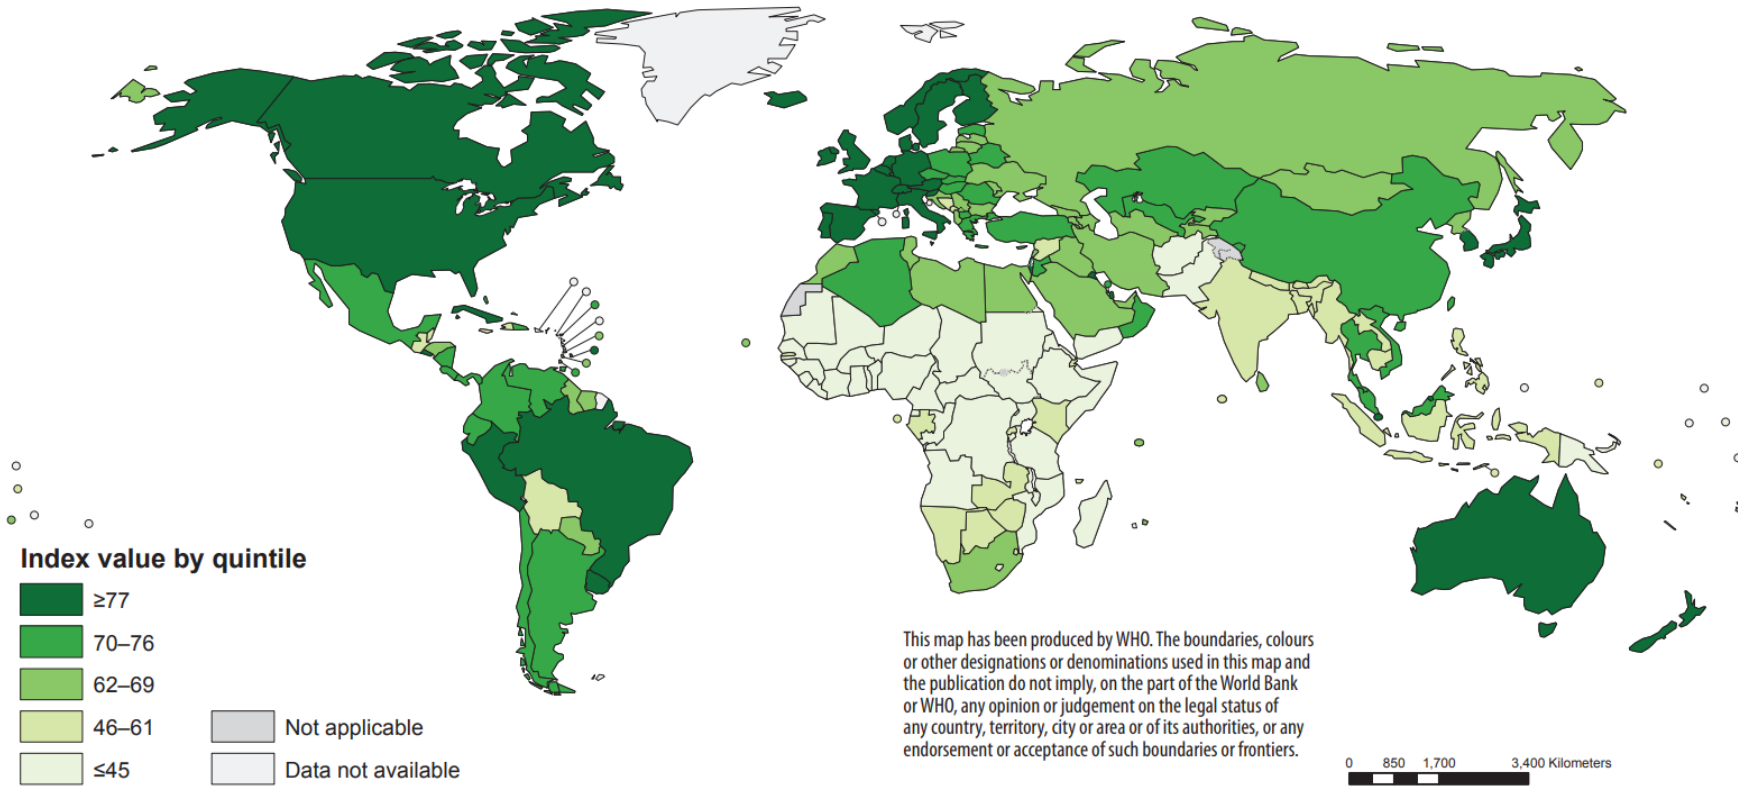 Index value by quintile
≥77
70–76
62–69
46–61
≤45
Not applicable
Data not available
This map has been produced by WHO. The boundaries, colours
or other designations or denominations used in this map and
the publication do not imply, on the part of the World Bank
or WHO, any opinion or judgement on the legal status of
any country, territory, city or area or of its authorities, or any
endorsement or acceptance of such boundaries or frontiers.
0 850 1,700 3,400 Kilometers